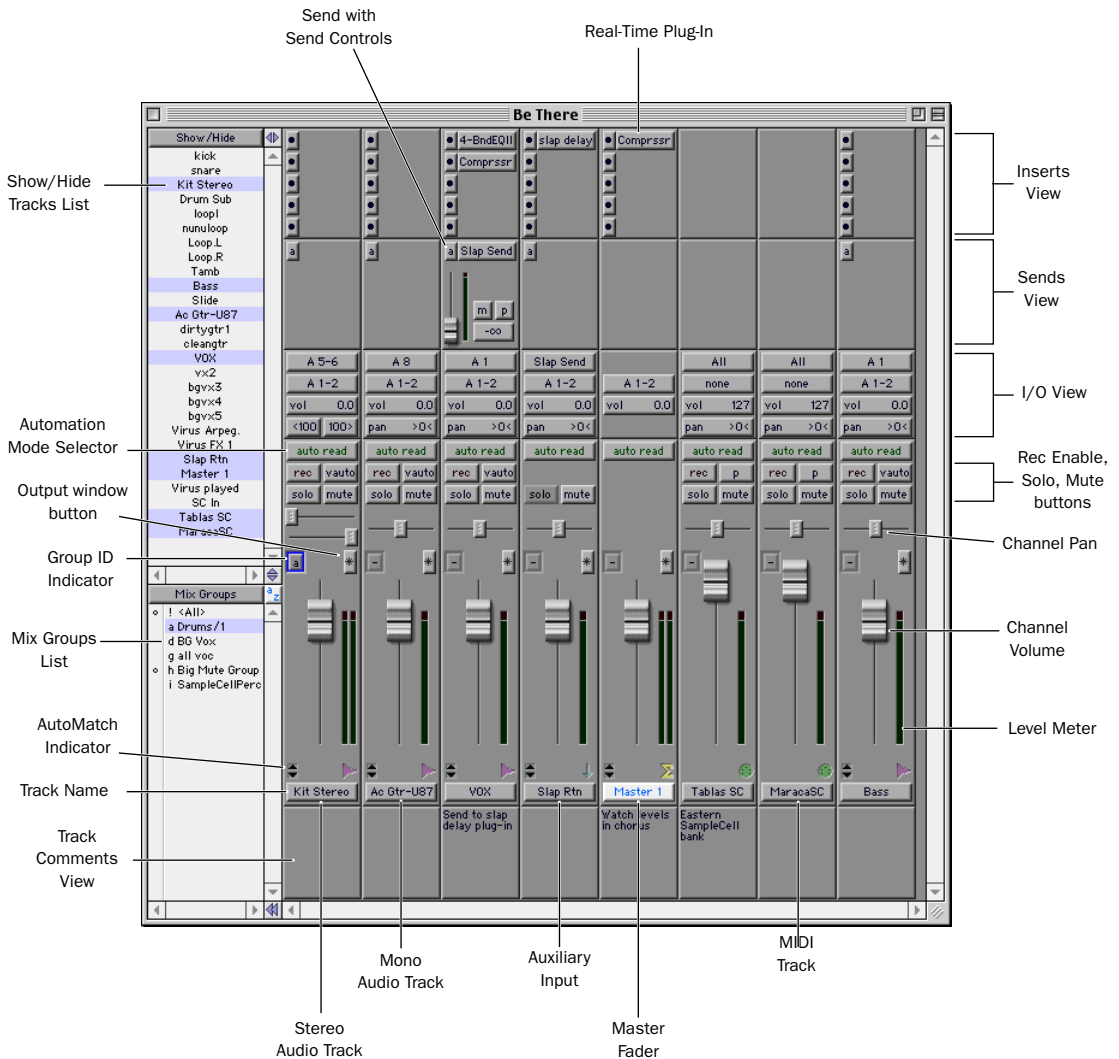 Send with
Send Controls
Real-Time Plug-In
Be There
Show/Hide
kick
snare
Kit Stereo
Drum Sub
loop1
nunuloop
Loop.L
Loop.R
Tamb
Bass
Slide
Ac Gtr-U87
dirtygtr1
cleangtr
VOX
vx2
bgvx3
bgvx4
bgvx5
Virus Arpeg.
Virus FX 1
Slap Rtn
Master 1
Virus played
SC In
Tablas SC
MaracaSC
Mix Groups
a z
! <All>
a Drums/1
d BG Vox
g all voc
h Big Mute Group
i SampleCellPerc
4-BndEQII slap delay Comprssr
Comprssr
a a a Slap Send a a
m p
-∞
A 5-6 A 8 A 1 Slap Send All All A 1
A 1-2 A 1-2 A 1-2 A 1-2 A 1-2 none none A 1-2
vol 0.0 vol 0.0 vol 0.0 vol 0.0 vol 0.0 vol 127 vol 127 vol 0.0
<100 100> pan >0< pan >0< pan >0< pan >0< pan >0< pan >0<
auto read auto read auto read auto read auto read auto read auto read auto read
rec vauto rec vauto rec vauto rec p rec p rec vauto
solo mute solo mute solo mute solo mute solo mute solo mute solo mute
a - - - - - - -
Kit Stereo Ac Gtr-U87 VOX Slap Rtn Master 1 Tablas SC MaracaSC Bass
Send to slap
delay plug-in
Watch levels
in chorus
Eastern
SampleCell
bank
Show/Hide
Tracks List
Automation
Mode Selector
Output window
button
Group ID
Indicator
Mix Groups
List
AutoMatch
Indicator
Track Name
Track
Comments
View
Inserts
View
Sends
View
I/O View
Rec Enable,
Solo, Mute
buttons
Channel Pan
Channel
Volume
Level Meter
Stereo
Audio Track
Mono
Audio Track
Auxiliary
Input
Master
Fader
MIDI
Track